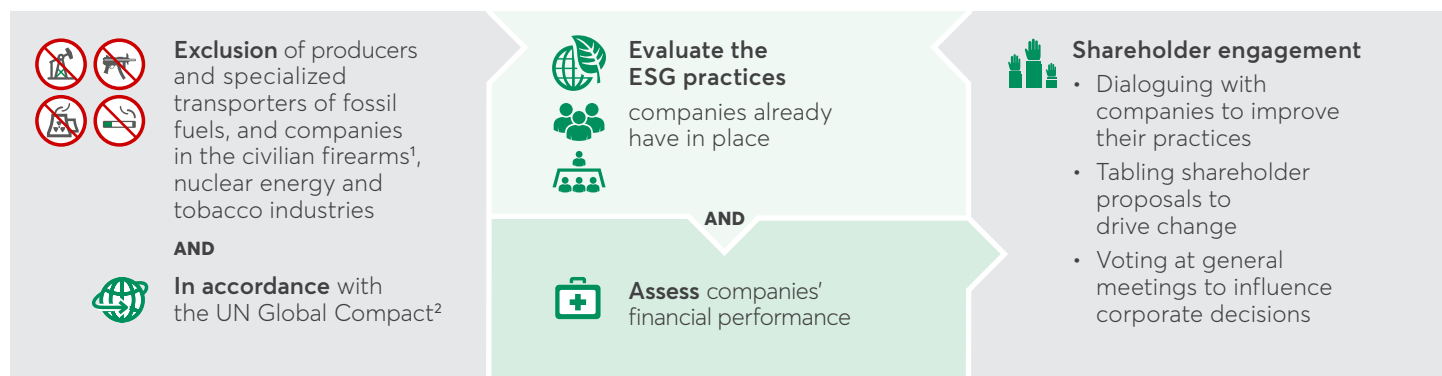 Exclusion of producers
and specialized
transporters of fossil
fuels, and companies
in the civilian firearms¹,
nuclear energy and
tobacco industries
AND
In accordance with
the UN Global Compact²
Evaluate the
ESG practices
companies already
have in place
AND
Assess companies’
financial performance
Shareholder engagement
• Dialoguing with
companies to improve
their practices
• Tabling shareholder
proposals to
drive change
• Voting at general
meetings to influence
corporate decisions